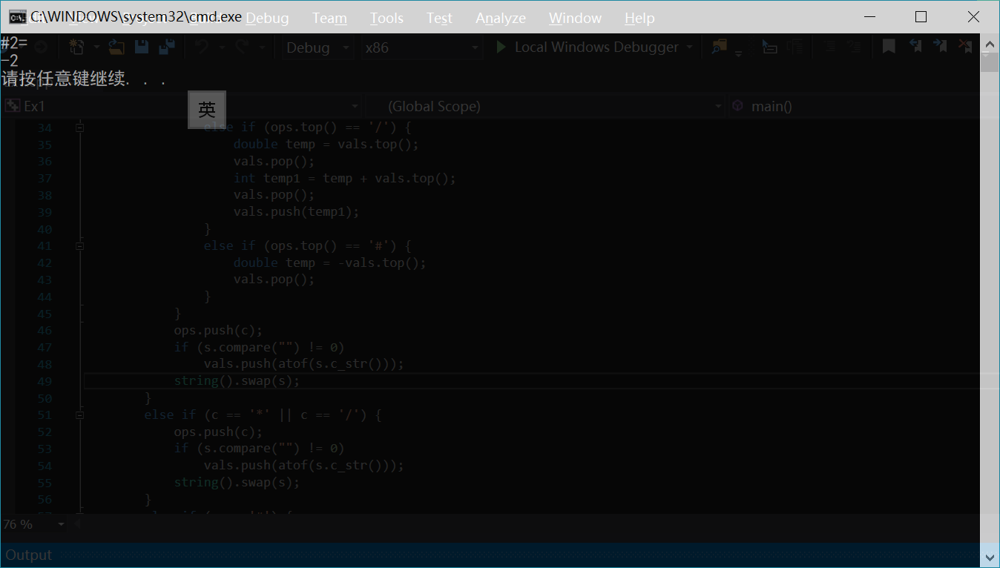 C:\WINDOWS\system32\cmd.exe
Debug Team Tools Test Analyze Window Help
#2=
-2
请按任意键继续. . .
Debug x86 Local Windows Debugger
英
Ex1 (Global Scope) main()
34 else if (ops.top() == '/') {
35 double temp = vals.top();
36 vals.pop();
37 int temp1 = temp + vals.top();
38 vals.pop();
39 vals.push(temp1);
40 }
41 else if (ops.top() == '#') {
42 double temp = -vals.top();
43 vals.pop();
44 }
45 }
46 ops.push(c);
47 if (s.compare("") != 0)
48 vals.push(atof(s.c_str()));
49 string().swap(s);
50 }
51 else if (c == '*' || c == '/') {
52 ops.push(c);
53 if (s.compare("") != 0)
54 vals.push(atof(s.c_str()));
55 string().swap(s);
56 }
76 %
Output